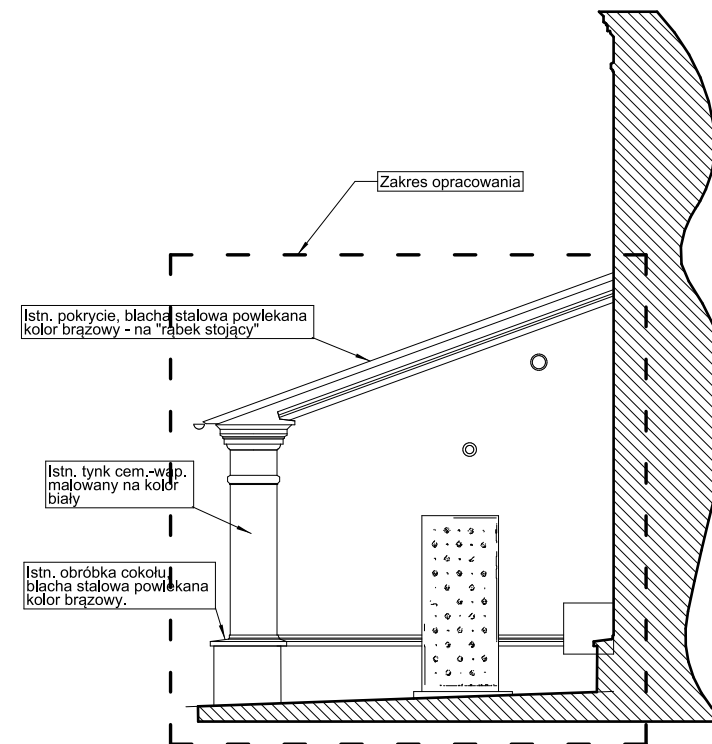 Zakres opracowania
Istn. pokrycie, blacha stalowa powlekana
kolor brązowy - na "rąbek stojący"
Istn. tynk cem.-wap.
malowany na kolor
biały
Istn. obróbka cokołu,
blacha stalowa powlekana
kolor brązowy.